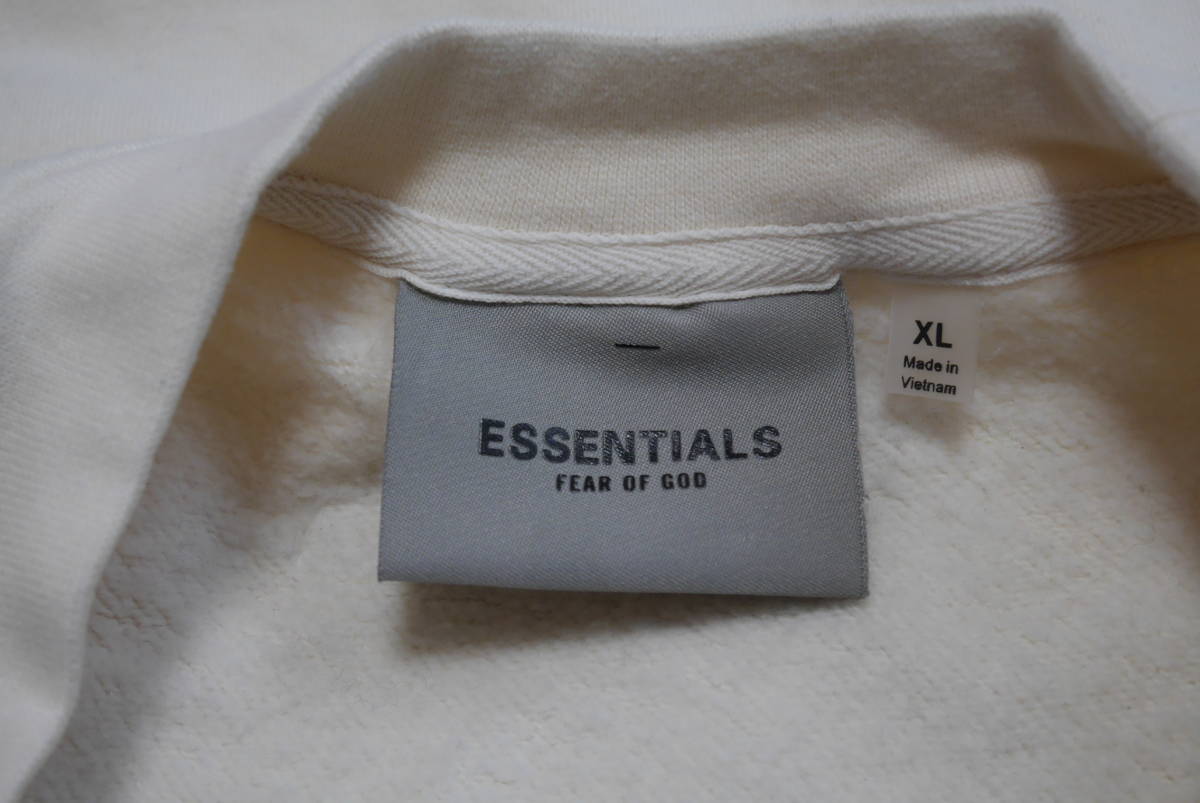 ESSENTIALS
FEAR OF GOD
XL
Made in
Vietnam